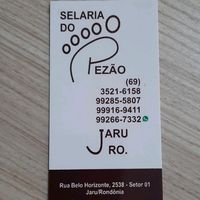 SELARIA
DO
PEZÃO
(69)
3521-6158
99285-5807
99916-9411
99266-7332
JARU
RO.
Rua Belo Horizonte, 2538 - Setor 01
Jaru/Rondônia